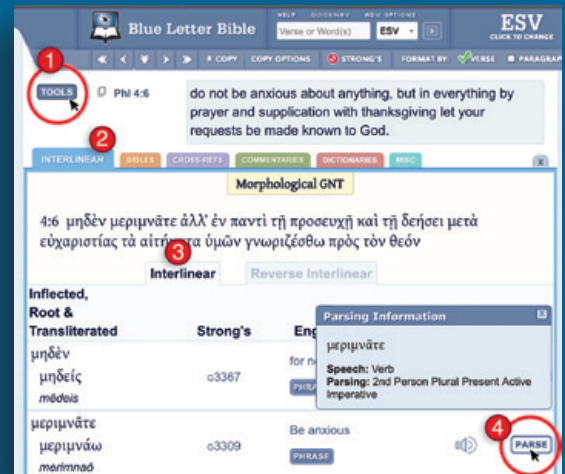 HELP QUICKNAV ADV. OPTIONS
Blue Letter Bible
Verse or Word(s)
ESV
ESV
CLICK TO CHANGE
1
COPY COPY OPTIONS STRONG'S FORMAT BY VERSE PARAGRAP
TOOLS
Phl 4:6
do not be anxious about anything, but in everything by
prayer and supplication with thanksgiving let your
requests be made known to God.
2
INTERLINEAR BIBLES CROSS-REFS COMMENTARIES DICTIONARIES MISC X
Morphological GNT
4:6 μηδὲν μεριμνᾶτε ἀλλ' ἐν παντὶ τῇ προσευχῇ καὶ τῇ δεήσει μετὰ
εὐχαριστίας τὰ ὑμῶν γνωριζέσθω πρὸς τὸν θεόν
3
Interlinear Reverse Interlinear
Inflected,
Root &
Transliterated Strong's Eng
Parsing Information X
μεριμνᾶτε
Speech: Verb
Parsing: 2nd Person Plural Present Active
Imperative
μηδὲν
for n
μηδείς G3367
PHRAS
mēdeis
μεριμνᾶτε
Be anxious
4
μεριμνάω G3309
PARSE
PHRASE
merimnaō